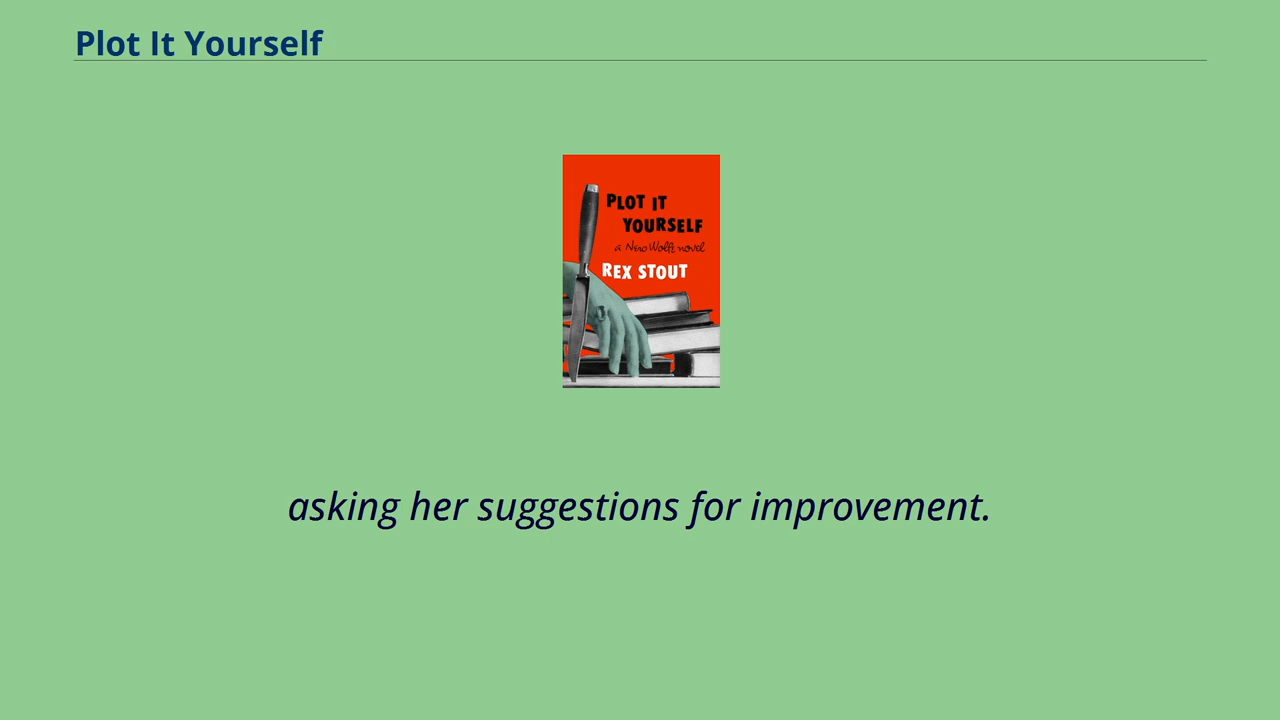 Plot It Yourself
PLOT IT
YOURSELF
a Nero Wolfe novel
REX STOUT
asking her suggestions for improvement.